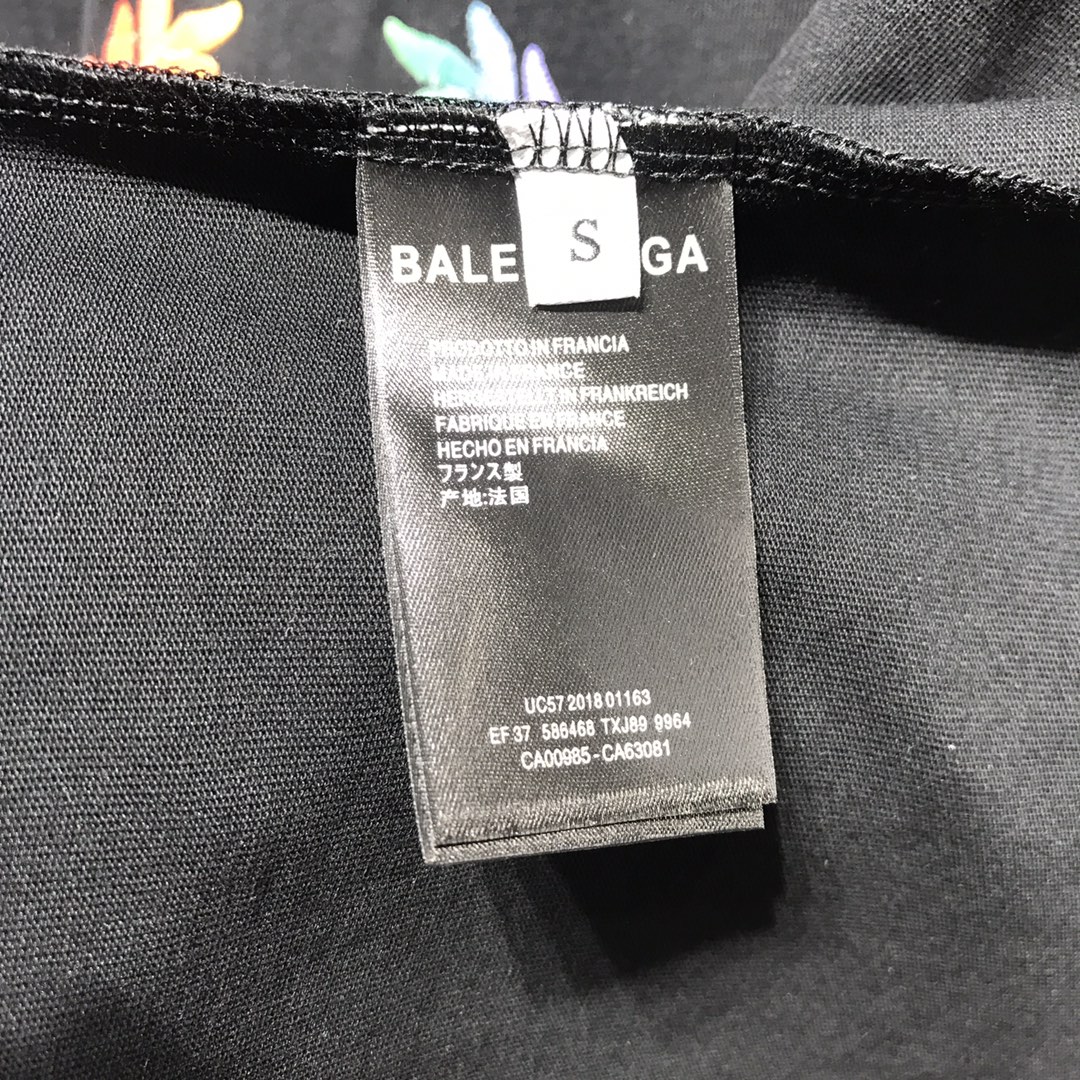 BALE GA
S
PRODOTTO IN FRANCIA
MADE IN FRANCE
HERGESTELLT IN FRANKREICH
FABRIQUE EN FRANCE
HECHO EN FRANCIA
フランス製
产地:法国
UC57 2018 01163
EF 37 586468 TXJ89 9964
CA00985 - CA63081